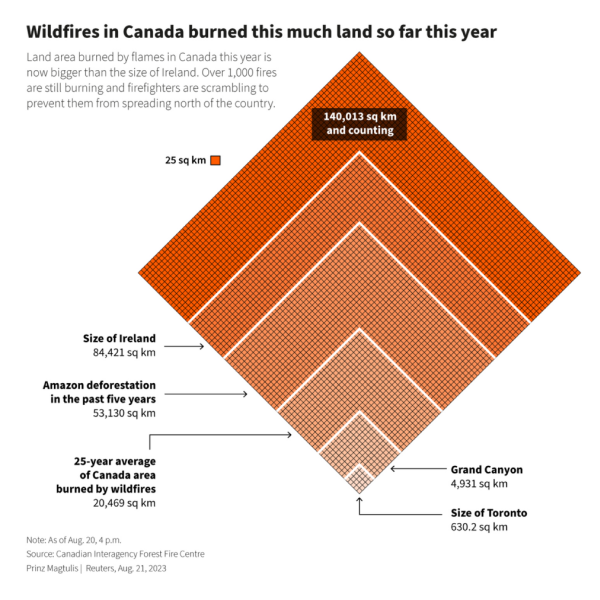 Wildfires in Canada burned this much land so far this year
Land area burned by flames in Canada this year is
now bigger than the size of Ireland. Over 1,000 fires
are still burning and firefighters are scrambling to
prevent them from spreading north of the country.
140,013 sq km
and counting
25 sq km
Size of Ireland
84,421 sq km
Amazon deforestation
in the past five years
53,130 sq km
25-year average
of Canada area
burned by wildfires
20,469 sq km
Grand Canyon
4,931 sq km
Size of Toronto
630.2 sq km
Note: As of Aug. 20, 4 p.m.
Source: Canadian Interagency Forest Fire Centre
Prinz Magtulis | Reuters, Aug. 21, 2023